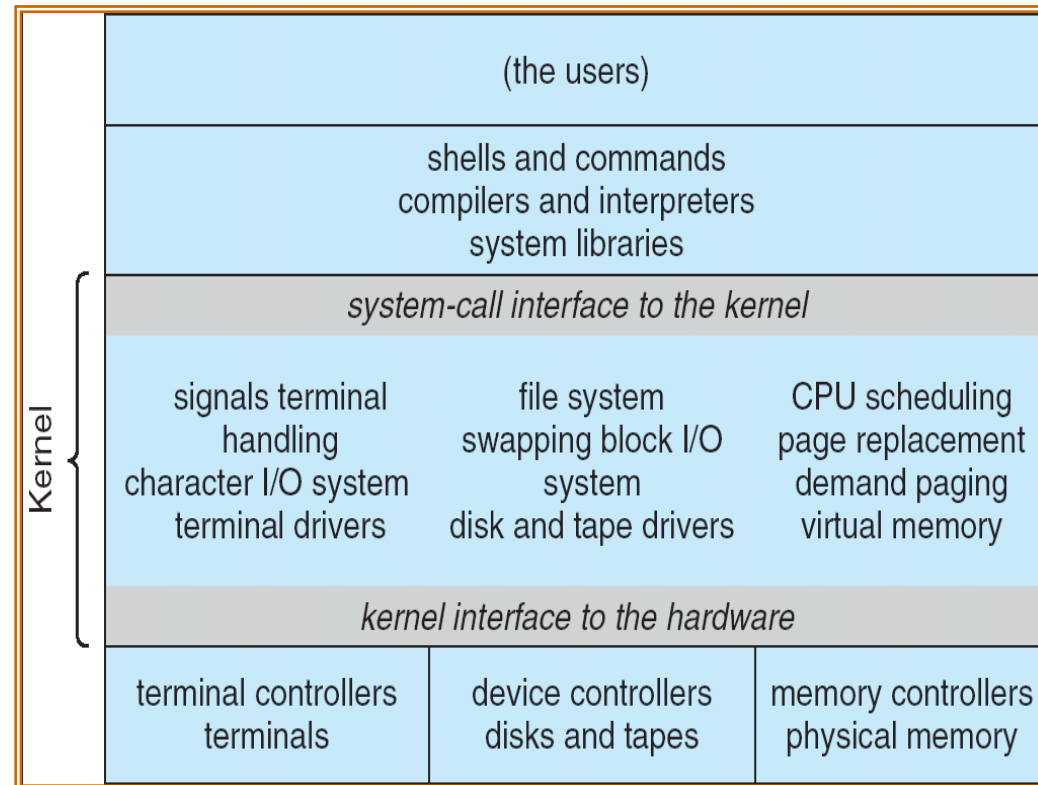 (the users)
shells and commands
compilers and interpreters
system libraries
Kernel
system-call interface to the kernel
signals terminal
handling
character I/O system
terminal drivers
file system
swapping block I/O
system
disk and tape drivers
CPU scheduling
page replacement
demand paging
virtual memory
kernel interface to the hardware
terminal controllers
terminals
device controllers
disks and tapes
memory controllers
physical memory